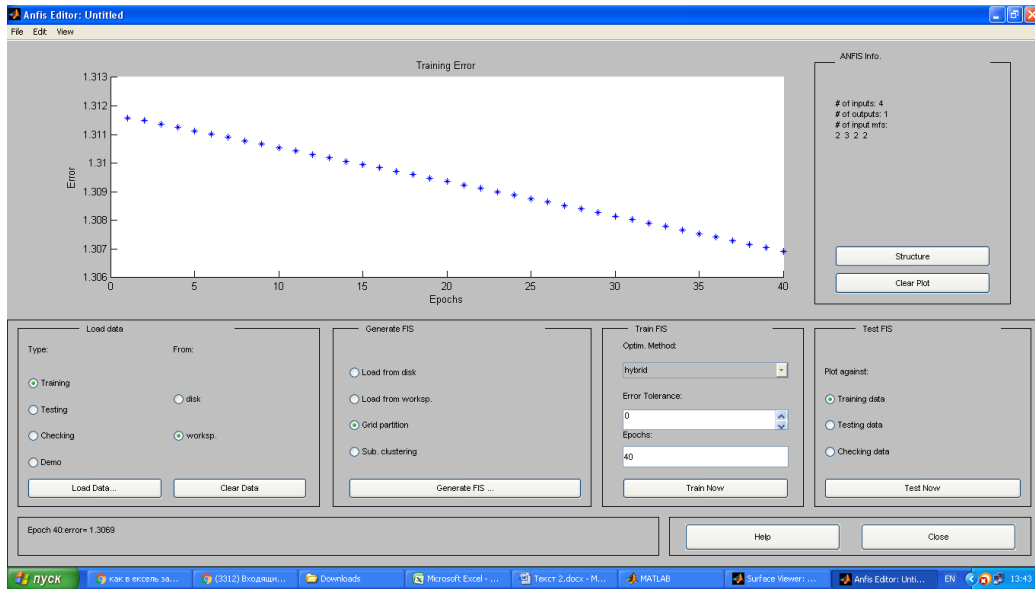 Anfis Editor: Untitled
File Edit View
Training Error
1.313
1.312
1.311
1.31
1.309
1.308
1.307
1.306
Error
0 5 10 15 20 25 30 35 40
Epochs
ANFIS Info.
# of inputs: 4
# of outputs: 1
# of input mfs:
2 3 2 2
Structure
Clear Plot
Load data
Type:
From:
Training
Testing
Checking
Demo
disk
worksp.
Load Data...
Clear Data
Generate FIS
Load from disk
Load from worksp.
Grid partition
Sub. clustering
Generate FIS ...
Train FIS
Optim. Method:
hybrid
Error Tolerance:
0
Epochs:
40
Train Now
Test FIS
Plot against:
Training data
Testing data
Checking data
Test Now
Epoch 40:error= 1.3069
Help
Close
пуск
как в ексель за...
(3312) Входящи...
Downloads
Microsoft Excel - ...
Текст 2.docx - M...
MATLAB
Surface Viewer: ...
Anfis Editor: Unti...
EN
13:43